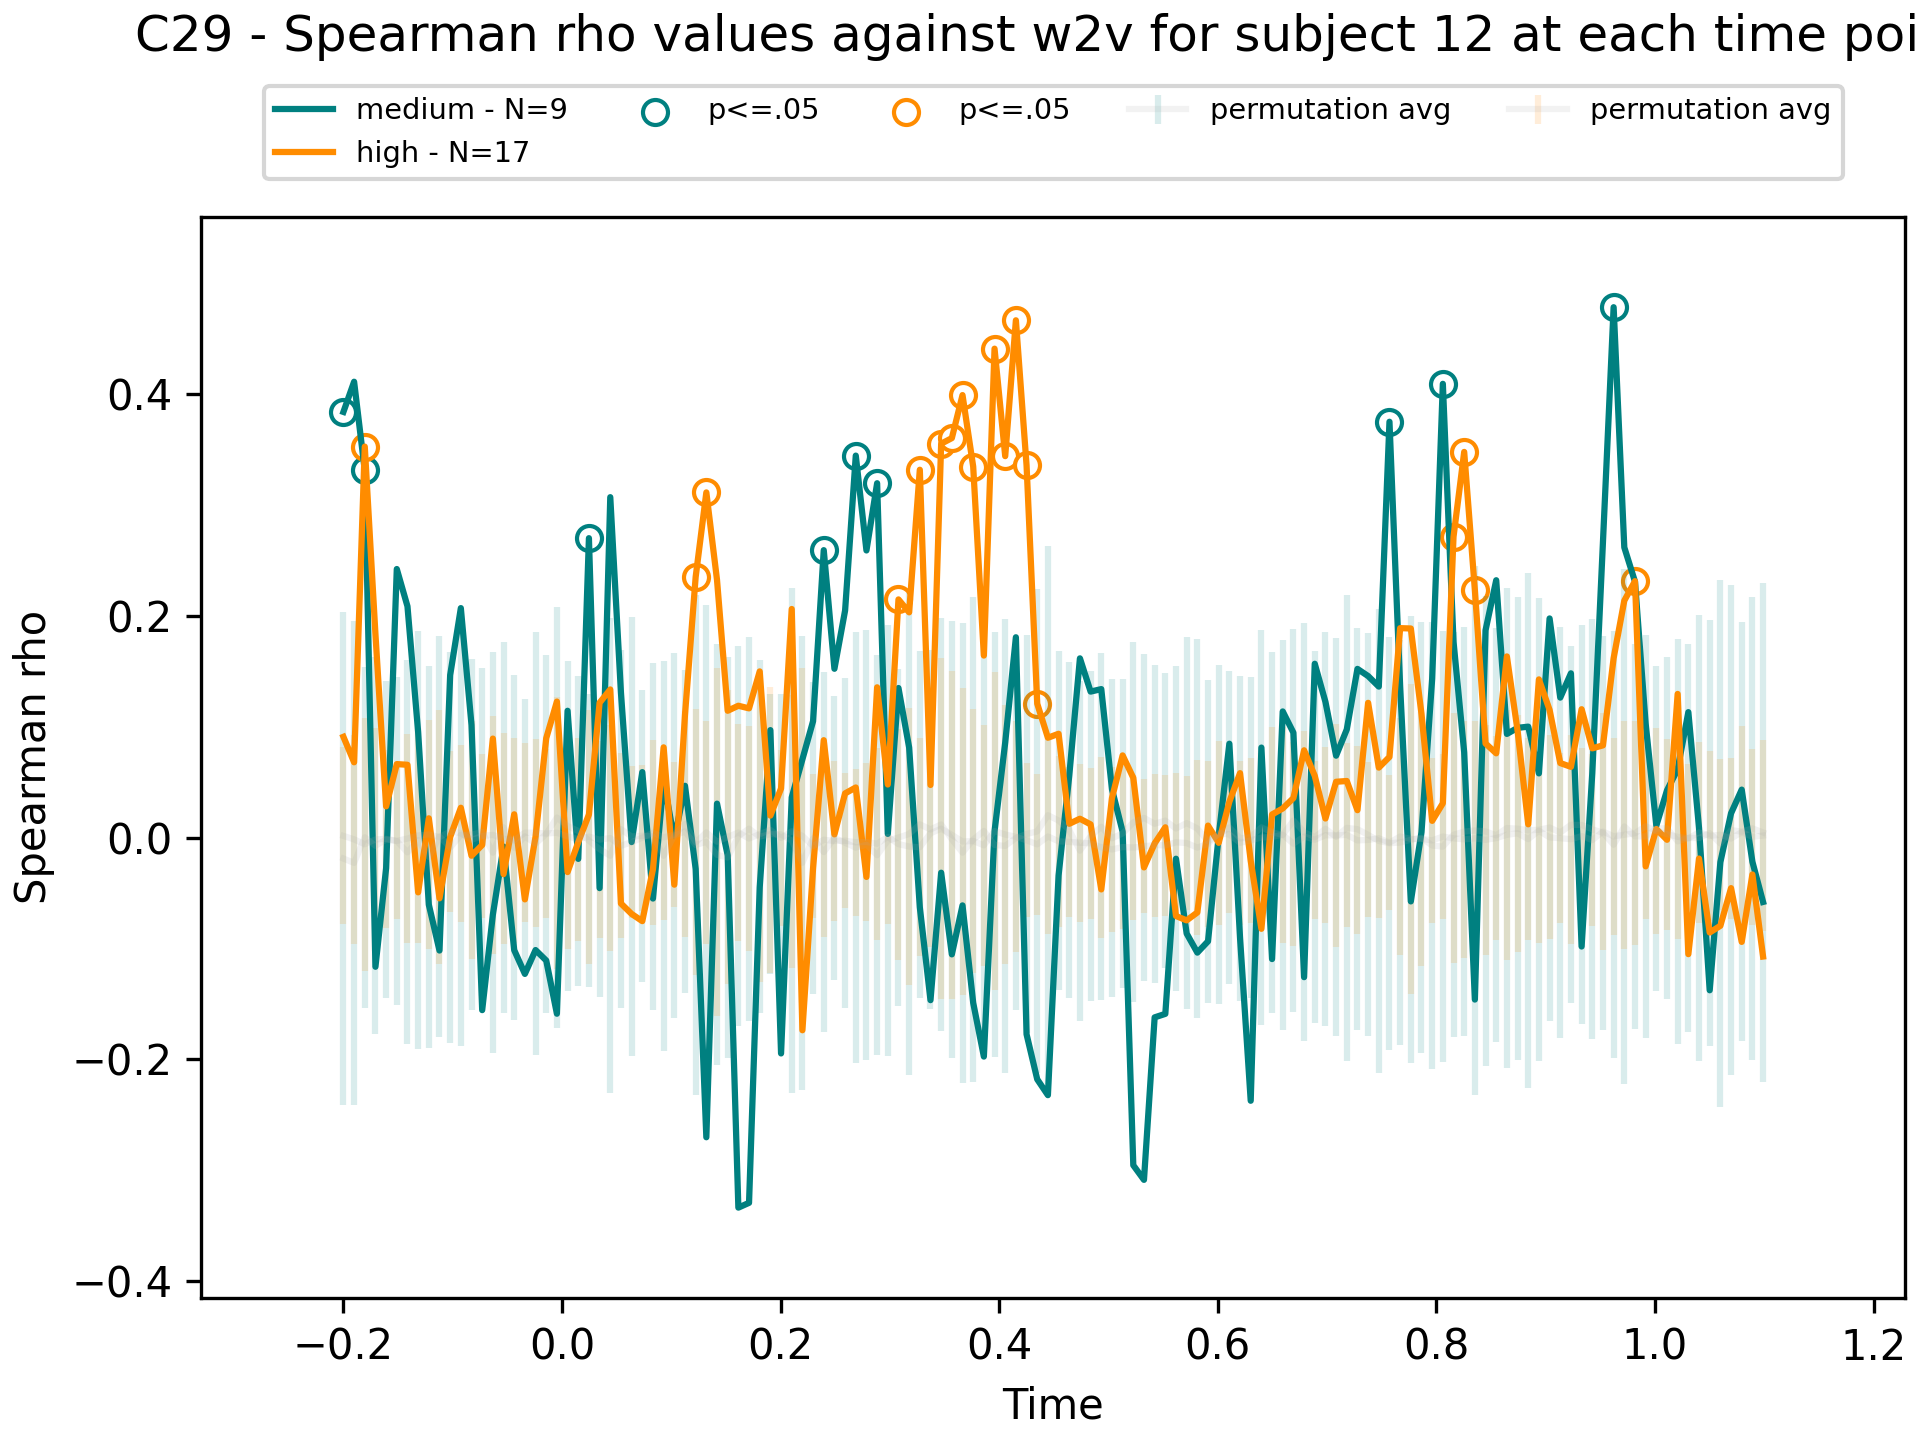 C29 - Spearman rho values against w2v for subject 12 at each time poi
medium - N=9
high - N=17
p<=.05
p<=.05
permutation avg
permutation avg
Spearman rho
0.4
0.2
0.0
−0.2
−0.4
−0.2 0.0 0.2 0.4 0.6 0.8 1.0 1.2
Time